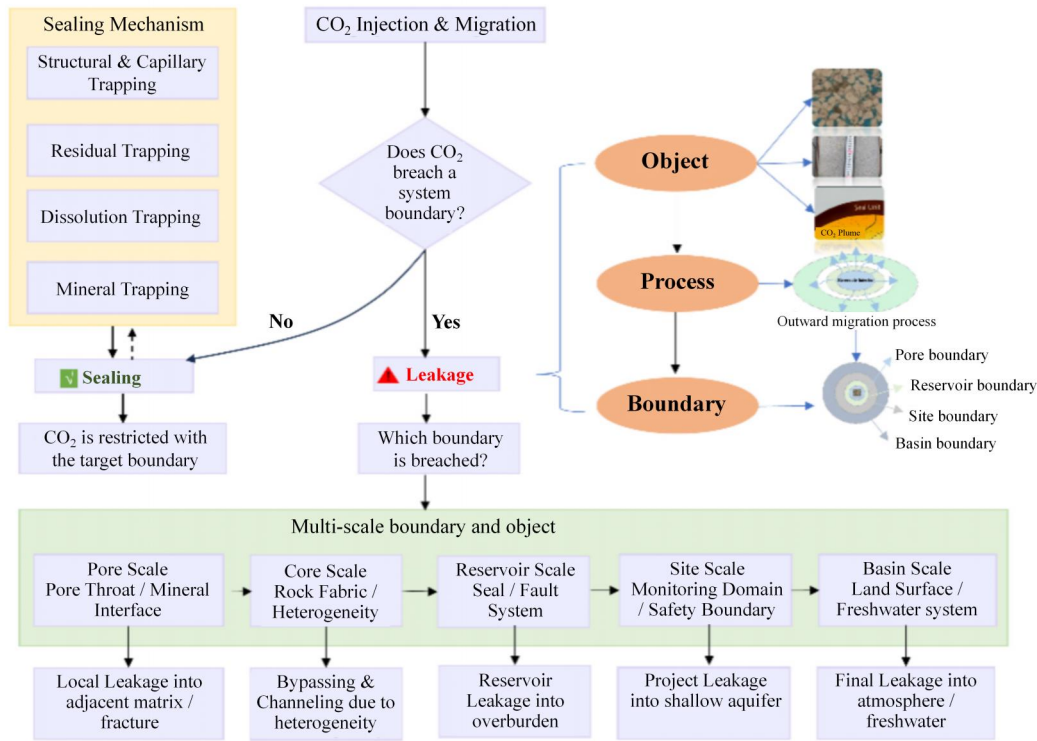 Sealing Mechanism
Structural & Capillary
Trapping
Residual Trapping
Dissolution Trapping
Mineral Trapping
Sealing
CO₂ is restricted with
the target boundary
CO₂ Injection & Migration
Does CO₂
breach a
system
boundary?
No
Yes
Leakage
Which boundary
is breached?
Object
Process
Boundary
CO₂ Plume
Outward migration process
Pore boundary
Reservoir boundary
Site boundary
Basin boundary
Multi-scale boundary and object
Pore Scale
Pore Throat / Mineral
Interface
Core Scale
Rock Fabric /
Heterogeneity
Reservoir Scale
Seal / Fault
System
Site Scale
Monitoring Domain
/ Safety Boundary
Basin Scale
Land Surface /
Freshwater system
Local Leakage into
adjacent matrix /
fracture
Bypassing &
Channeling due to
heterogeneity
Reservoir
Leakage into
overburden
Project Leakage
into shallow aquifer
Final Leakage into
atmosphere /
freshwater